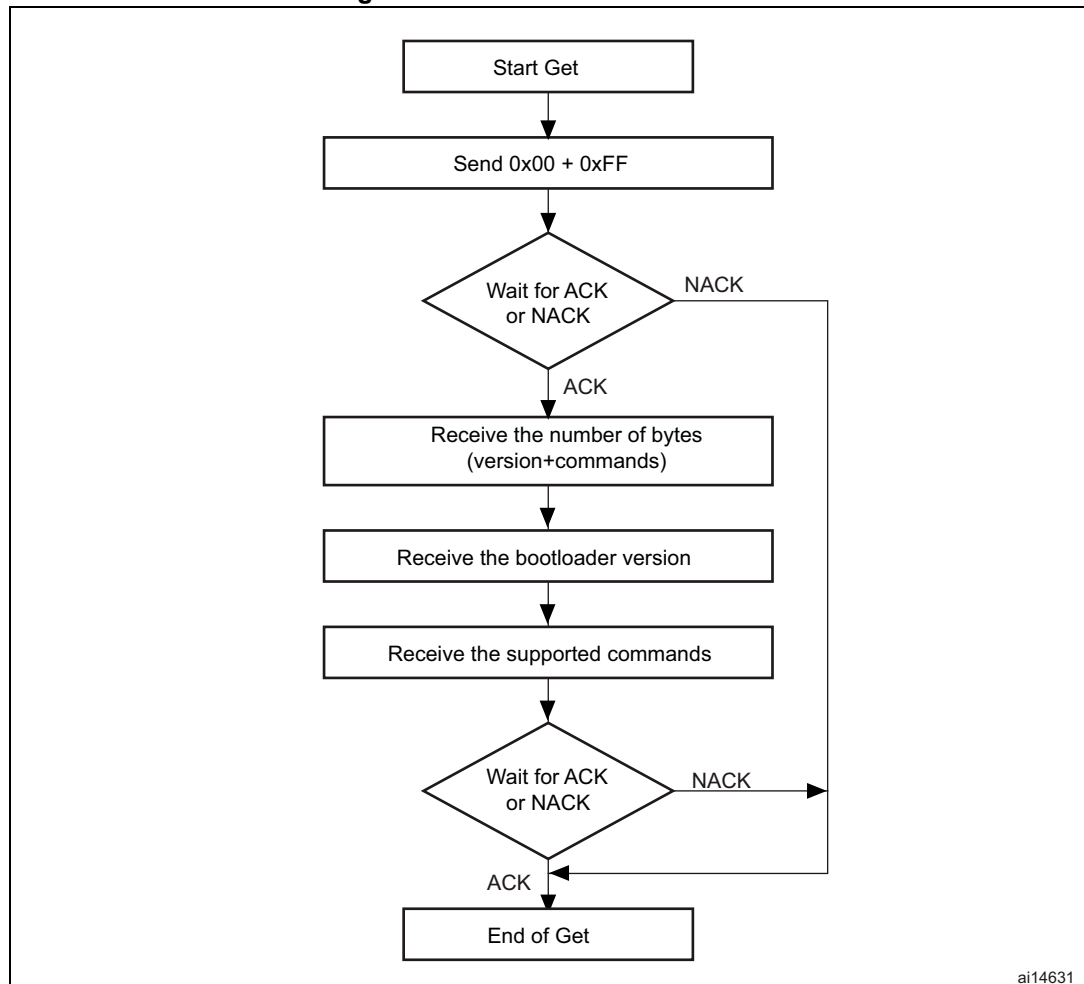 Start Get
Send 0x00 + 0xFF
Wait for ACK
or NACK
NACK
ACK
Receive the number of bytes
(version+commands)
Receive the bootloader version
Receive the supported commands
Wait for ACK
or NACK
NACK
ACK
End of Get
ai14631